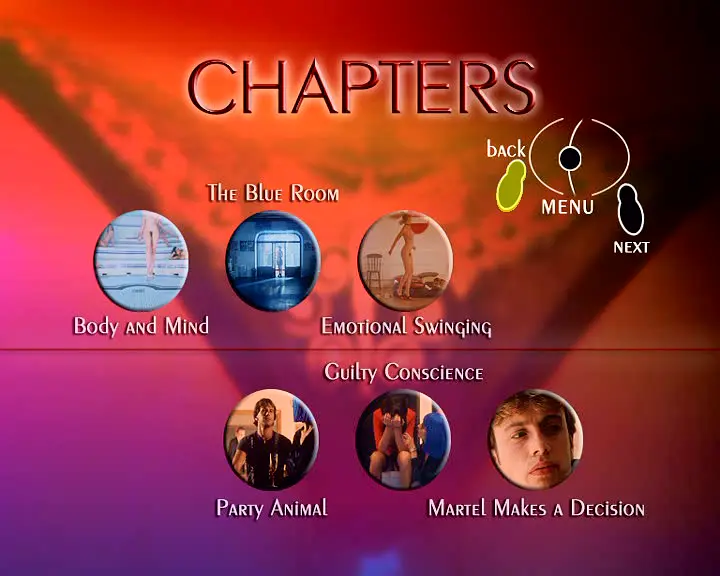 CHAPTERS
back
MENU
NEXT
The Blue Room
Body and Mind
Emotional Swinging
Guilty Conscience
Party Animal
Martel Makes a Decision